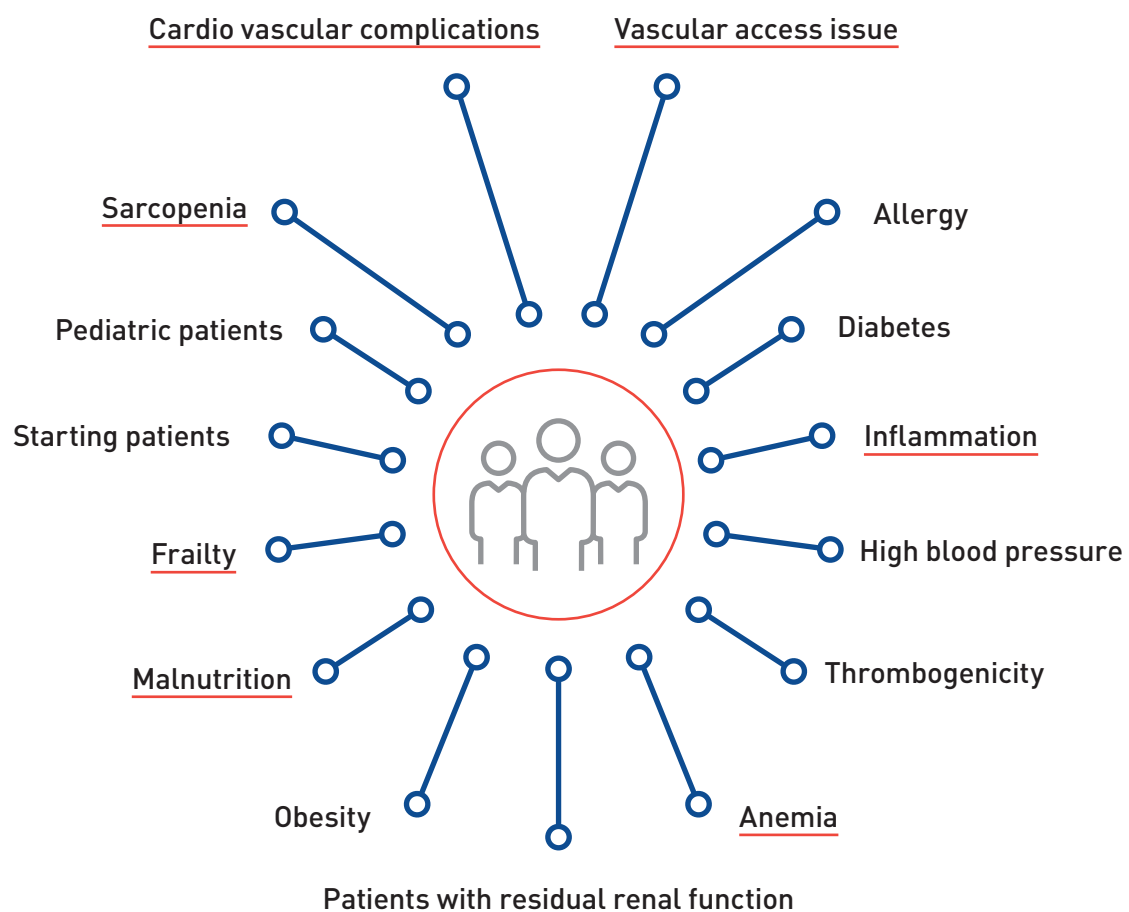 Cardio vascular complications
Vascular access issue
Sarcopenia
Allergy
Pediatric patients
Diabetes
Starting patients
Inflammation
Frailty
High blood pressure
Malnutrition
Thrombogenicity
Obesity
Anemia
Patients with residual renal function